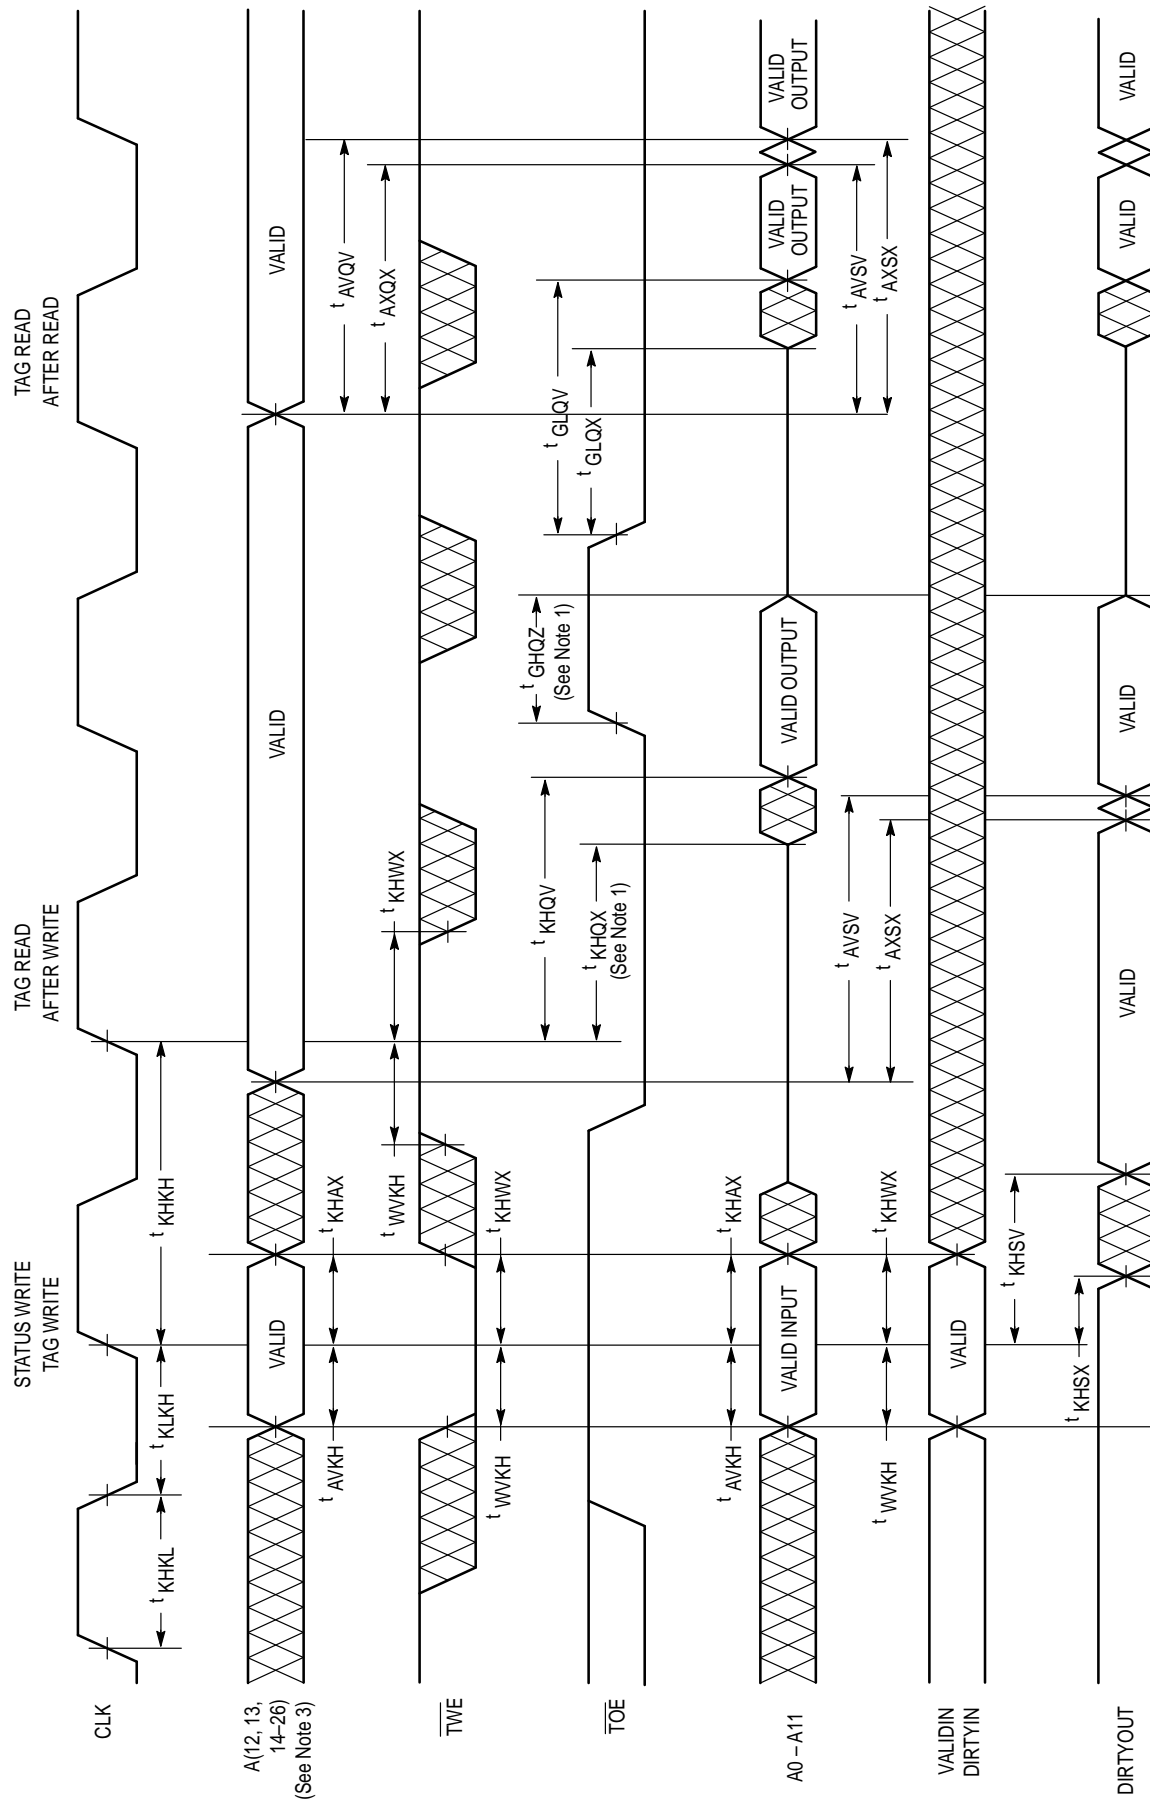 STATUS WRITE
TAG WRITE
TAG READ
AFTER WRITE
TAG READ
AFTER READ
CLK
t KHKL
t KLKH
t KHKH
A(12, 13,
14–26)
(See Note 3)
VALID
VALID
VALID
t AVKH
t KHAX
t AVQV
t AXQX
TWE
t WVKH
t KHWX
t WVKH
t KHWX
TOE
t KHQV
t KHQX
(See Note 1)
t GHQZ
(See Note 1)
t GLQV
t GLQX
A0 – A11
t AVKH
t KHAX
VALID INPUT
VALID OUTPUT
VALID
OUTPUT
VALID
OUTPUT
t AVSV
t AXSX
t AVSV
t AXSX
VALIDIN
DIRTYIN
t WVKH
t KHWX
VALID
t KHSX
t KHSV
DIRTYOUT
VALID
VALID
VALID
VALID